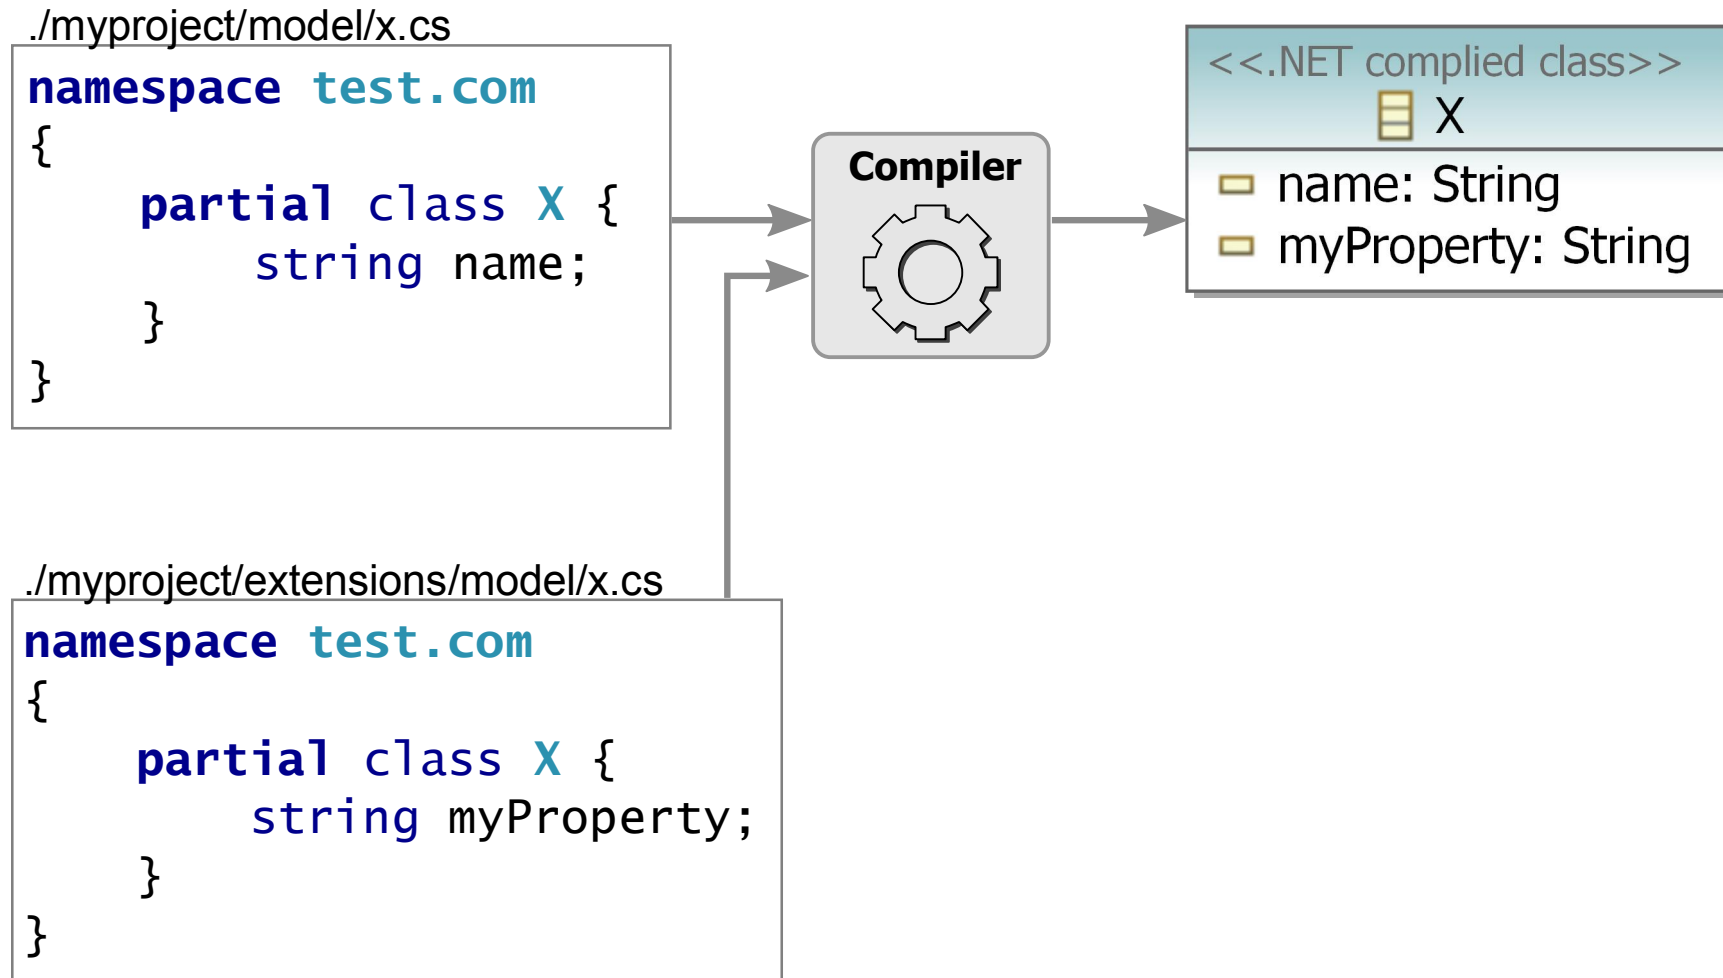 ./myproject/model/x.cs
namespace test.com
{
partial class X {
string name;
}
}
Compiler
<<.NET complied class>>
X
name: String
myProperty: String
./myproject/extensions/model/x.cs
namespace test.com
{
partial class X {
string myProperty;
}
}